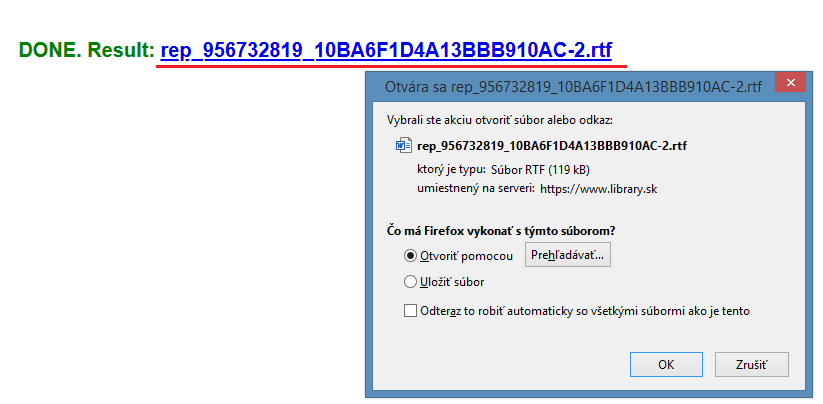 DONE. Result: rep_956732819_10BA6F1D4A13BBB910AC-2.rtf
Otvára sa rep_956732819_10BA6F1D4A13BBB910AC-2.rtf
Vybrali ste akciu otvoriť súbor alebo odkaz:
rep_956732819_10BA6F1D4A13BBB910AC-2.rtf
ktorý je typu: Súbor RTF (119 kB)
umiestnený na serveri: https://www.library.sk
Čo má Firefox vykonať s týmto súborom?
Otvoriť pomocou Prehľadávať...
Uložiť súbor
Odteraz to robiť automaticky so všetkými súbormi ako je tento
OK Zrušiť